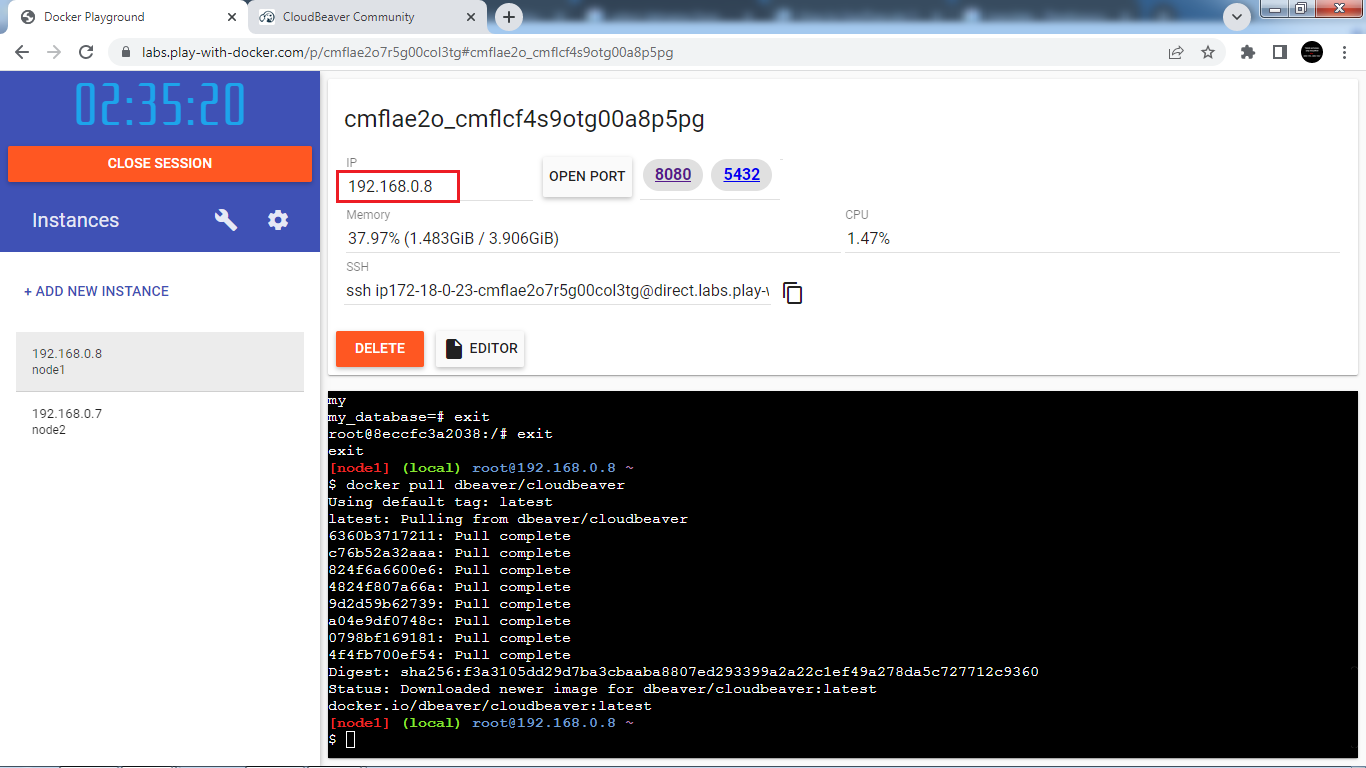 Docker Playground
CloudBeaver Community
labs.play-with-docker.com/p/cmflae2o7r5g00col3tg#cmflae2o_cmflcf4s9otg00a8p5pg
02:35:20
CLOSE SESSION
Instances
+ ADD NEW INSTANCE
192.168.0.8
node1
192.168.0.7
node2
cmflae2o_cmflcf4s9otg00a8p5pg
IP
192.168.0.8
OPEN PORT
8080
5432
Memory
37.97% (1.483GiB / 3.906GiB)
CPU
1.47%
SSH
ssh ip172-18-0-23-cmflae2o7r5g00col3tg@direct.labs.play-w
DELETE
EDITOR
my
my_database=# exit
root@8eccfc3a2038:/# exit
exit
[node1] (local) root@192.168.0.8 ~
$ docker pull dbeaver/cloudbeaver
Using default tag: latest
latest: Pulling from dbeaver/cloudbeaver
6360b3717211: Pull complete
c76b52a32aaa: Pull complete
824f6a6600e6: Pull complete
4824f807a66a: Pull complete
9d2d59b62739: Pull complete
a04e9df0748c: Pull complete
0798bf169181: Pull complete
4f4fb700ef54: Pull complete
Digest: sha256:f3a3105dd29d7ba3cbaaba8807ed293399a2a22c1ef49a278da5c727712c9360
Status: Downloaded newer image for dbeaver/cloudbeaver:latest
docker.io/dbeaver/cloudbeaver:latest
[node1] (local) root@192.168.0.8 ~
$